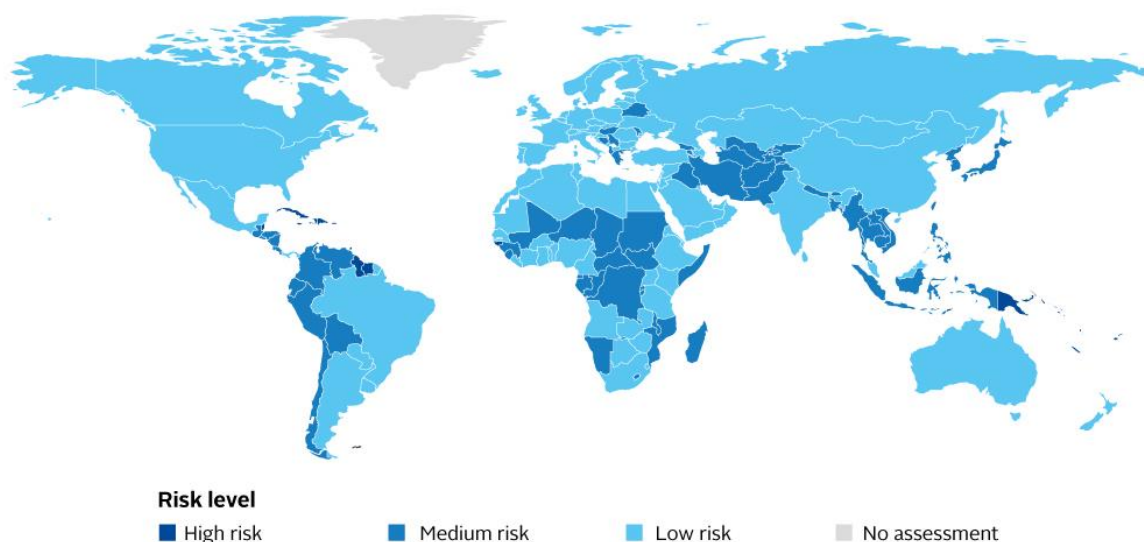 Risk level
High risk
Medium risk
Low risk
No assessment